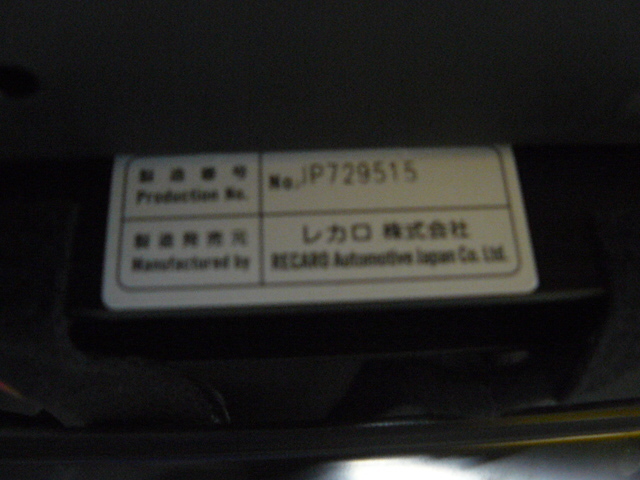 製造番号
Production No.
No. JP729515
製造発売元
Manufactured by
レカロ 株式会社
RECARO Automotive Japan Co. Ltd.